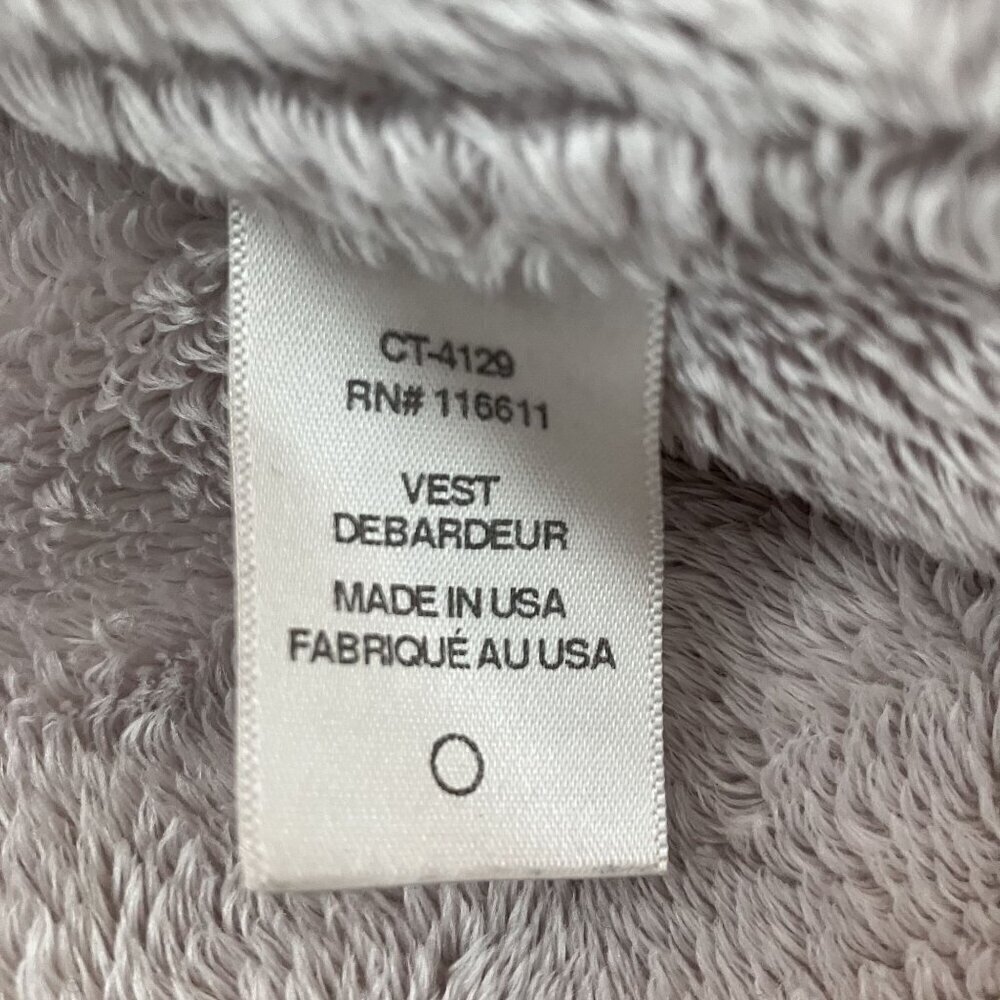 CT-4129
RN# 116611
VEST
DEBARDEUR
MADE IN USA
FABRIQUÉ AU USA
O